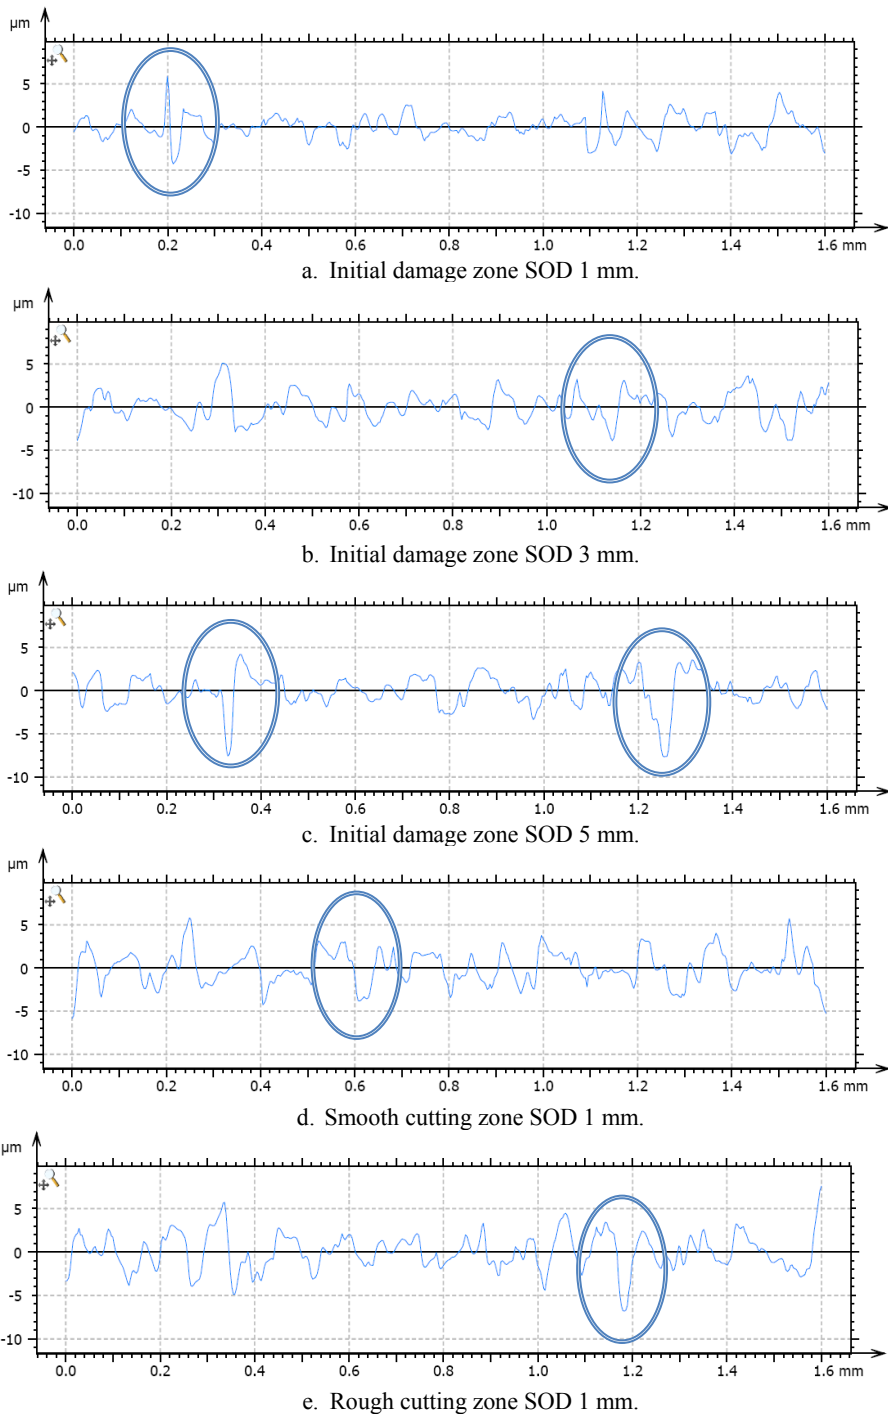 µm
5
0
-5
-10
0.0 0.2 0.4 0.6 0.8 1.0 1.2 1.4 1.6 mm
a. Initial damage zone SOD 1 mm.
µm
5
0
-5
-10
0.0 0.2 0.4 0.6 0.8 1.0 1.2 1.4 1.6 mm
b. Initial damage zone SOD 3 mm.
µm
5
0
-5
-10
0.0 0.2 0.4 0.6 0.8 1.0 1.2 1.4 1.6 mm
c. Initial damage zone SOD 5 mm.
µm
5
0
-5
-10
0.0 0.2 0.4 0.6 0.8 1.0 1.2 1.4 1.6 mm
d. Smooth cutting zone SOD 1 mm.
µm
5
0
-5
-10
0.0 0.2 0.4 0.6 0.8 1.0 1.2 1.4 1.6 mm
e. Rough cutting zone SOD 1 mm.